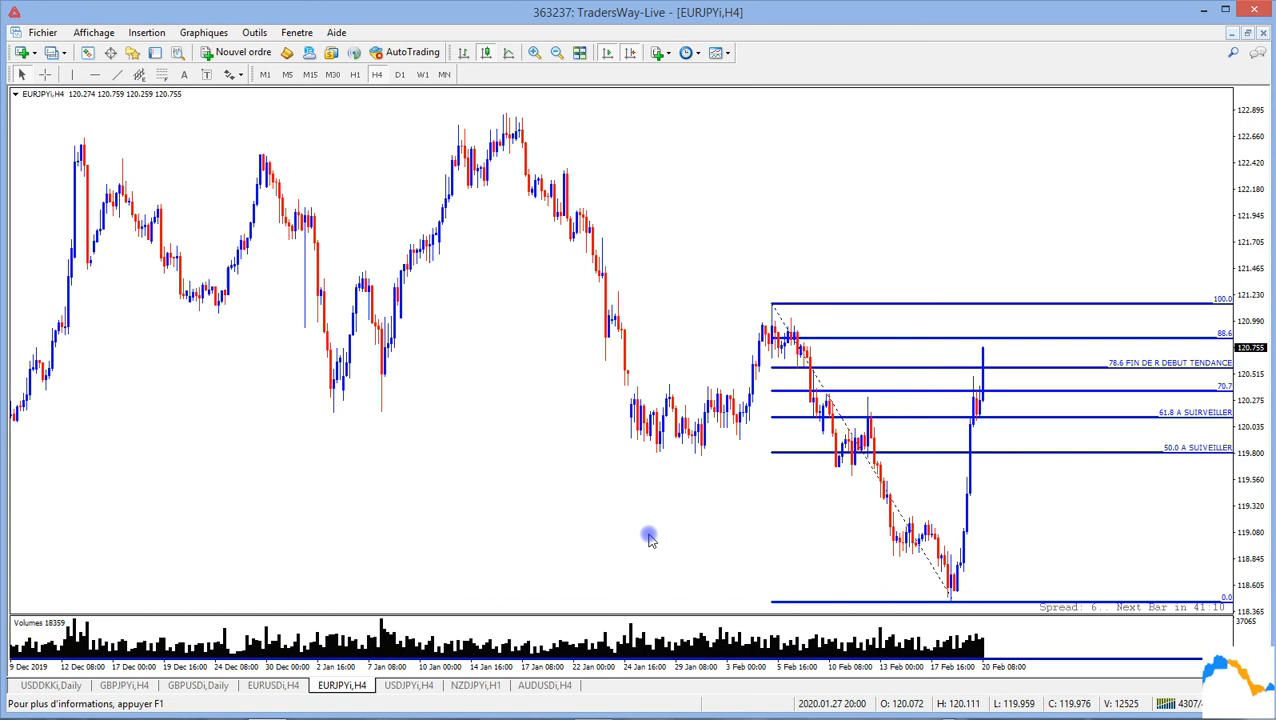 363237: TradersWay-Live - [EURJPYi,H4]
Fichier Affichage Insertion Graphiques Outils Fenetre Aide
Nouvel ordre AutoTrading
A T M1 M5 M15 M30 H1 H4 D1 W1 MN
EURJPYi,H4 120.274 120.759 120.259 120.755
122.895
122.660
122.420
122.180
121.945
121.705
121.465
121.230
100.0
120.990
88.6
120.755
78.6 FIN DE R DEBUT TENDANCE
120.515
70.7
120.275
61.8 A SUIRVEILLER
120.035
50.0 A SUIVEILLER
119.800
119.560
119.320
119.080
118.845
118.605
0.0
Spread: 6.. Next Bar in 41:10
118.365
Volumes 18359
37065
0
9 Dec 2019 12 Dec 08:00 17 Dec 00:00 19 Dec 16:00 24 Dec 08:00 30 Dec 00:00 2 Jan 16:00 7 Jan 08:00 10 Jan 00:00 14 Jan 16:00 17 Jan 08:00 22 Jan 00:00 24 Jan 16:00 29 Jan 08:00 3 Feb 00:00 5 Feb 16:00 10 Feb 08:00 13 Feb 00:00 17 Feb 16:00 20 Feb 08:00
USDDKKi,Daily GBPJPYi,H4 GBPUSDi,Daily EURUSDi,H4 EURJPYi,H4 USDJPYi,H4 NZDJPYi,H1 AUDUSDi,H4
Pour plus d'informations, appuyer F1 2020.01.27 20:00 O: 120.072 H: 120.111 L: 119.959 C: 119.976 V: 12525 4307/4